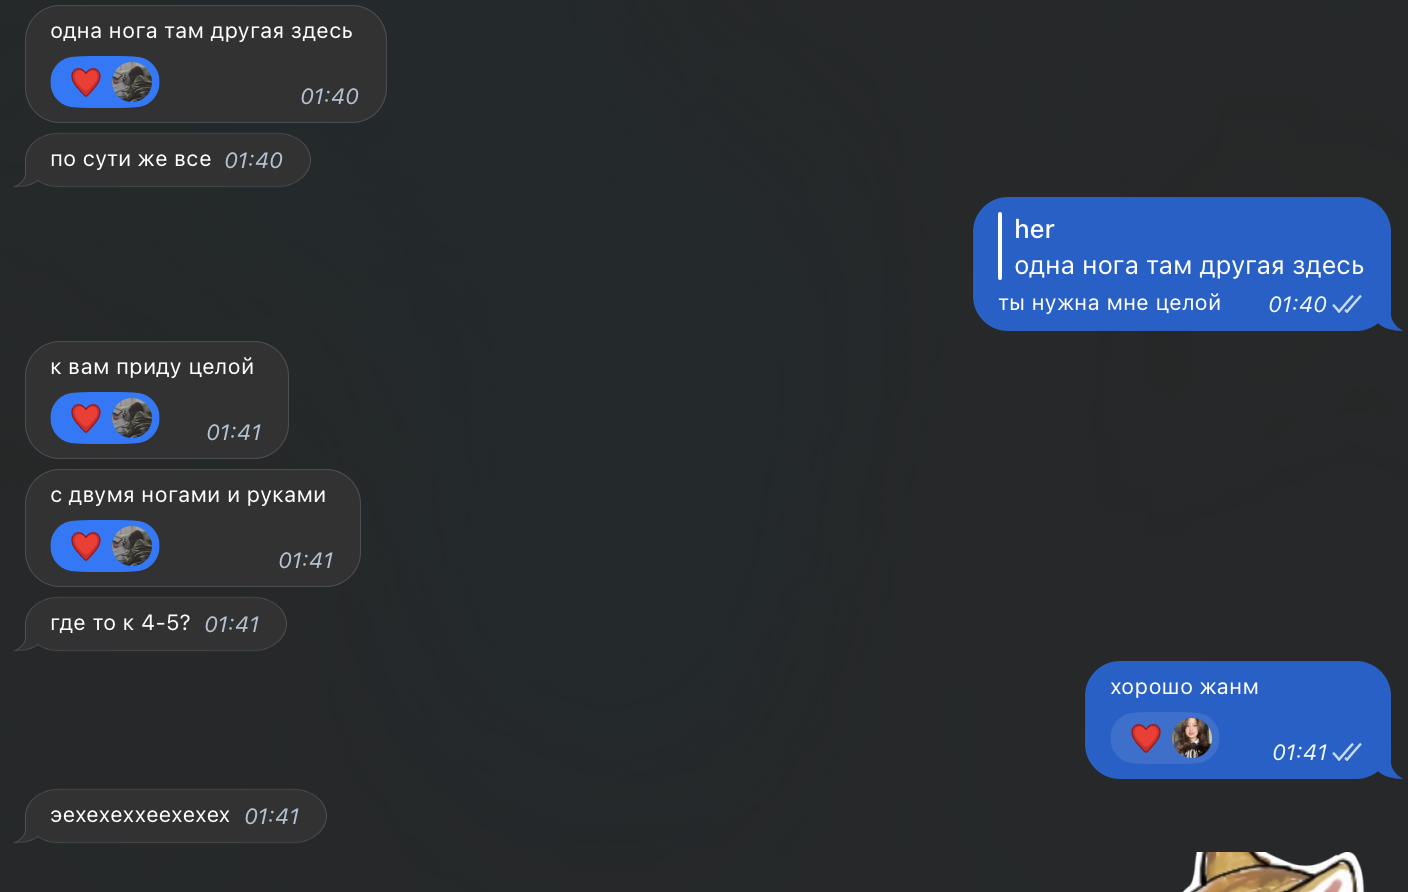 одна нога там другая здесь
01:40
по сути же все 01:40
her
одна нога там другая здесь
ты нужна мне целой 01:40
к вам приду целой
01:41
с двумя ногами и руками
01:41
где то к 4-5? 01:41
хорошо жанм
01:41
эехехеххеехехех 01:41